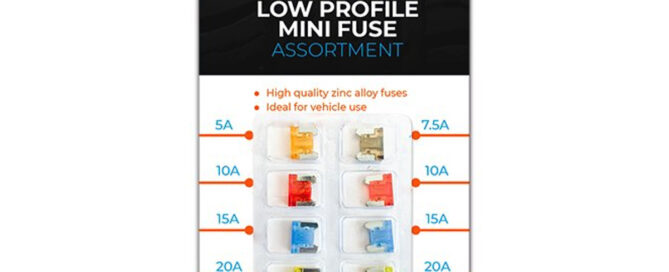 LOW PROFILE
MINI FUSE
ASSORTMENT
• High quality zinc alloy fuses
• Ideal for vehicle use
5A 7.5A
10A 10A
15A 15A
20A 20A